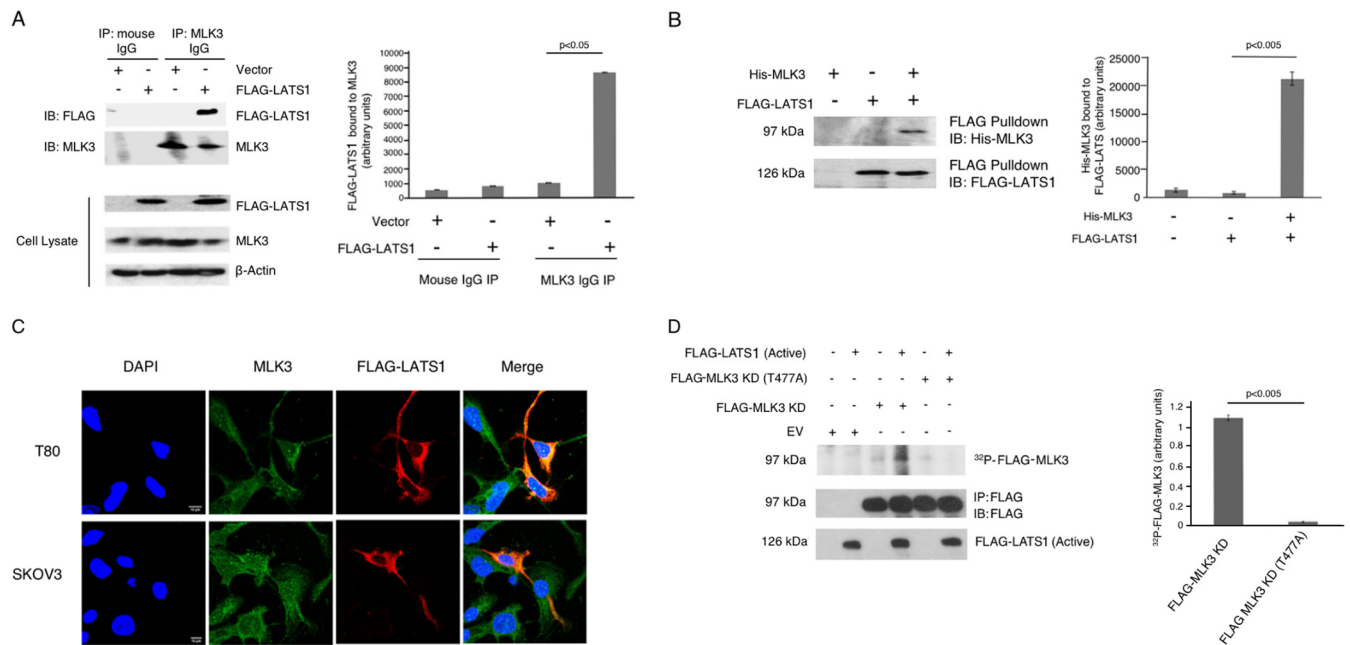 A
IP: mouse
IgG
IP: MLK3
IgG
+ - + - Vector
- + - + FLAG-LATS1
IB: FLAG FLAG-LATS1
IB: MLK3 MLK3
Cell Lysate
FLAG-LATS1
MLK3
β-Actin
FLAG-LATS1 bound to MLK3
(arbitrary units)
10000
9000
8000
7000
6000
5000
4000
3000
2000
1000
0
p<0.05
Vector + - + -
FLAG-LATS1 - + - +
Mouse IgG IP MLK3 IgG IP
B
His-MLK3 + - +
FLAG-LATS1 - + +
97 kDa
FLAG Pulldown
IB: His-MLK3
126 kDa
FLAG Pulldown
IB: FLAG-LATS1
His-MLK3 bound to
FLAG-LATS (arbitrary units)
25000
20000
15000
10000
5000
0
p<0.005
His-MLK3 - - +
FLAG-LATS1 - + +
C
DAPI MLK3 FLAG-LATS1 Merge
T80
SKOV3
D
FLAG-LATS1 (Active) - + - + - +
FLAG-MLK3 KD (T477A) - - - - + +
FLAG-MLK3 KD - - + + - -
EV + + - - - -
97 kDa ³²P-FLAG-MLK3
97 kDa
IP:FLAG
IB:FLAG
126 kDa FLAG-LATS1 (Active)
³²P-FLAG-MLK3 (arbitrary units)
1.2
1
0.8
0.6
0.4
0.2
0
p<0.005
FLAG-MLK3 KD
FLAG MLK3 KD (T477A)